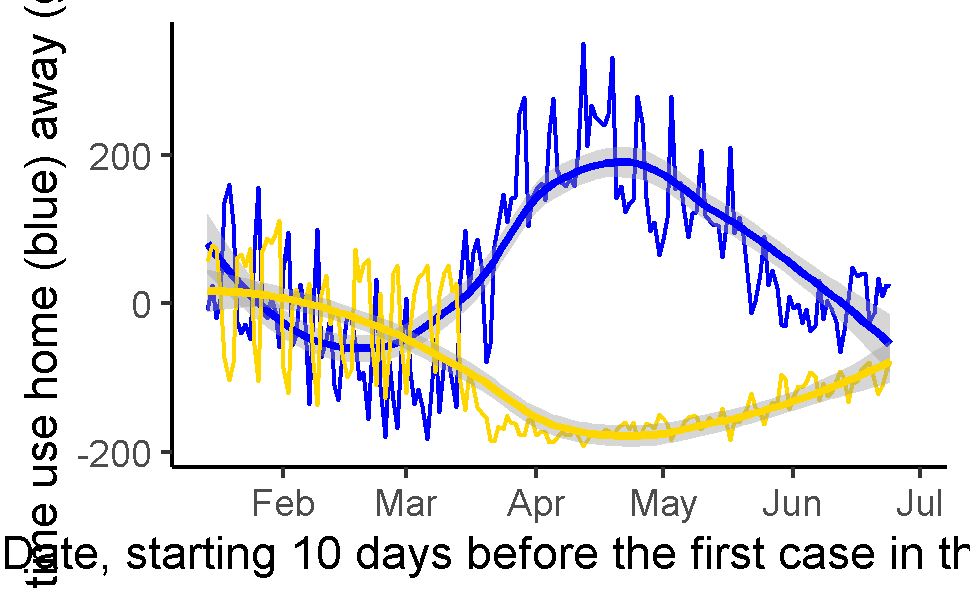 time use home (blue) away (
200
0
-200
Feb Mar Apr May Jun Jul
Date, starting 10 days before the first case in th